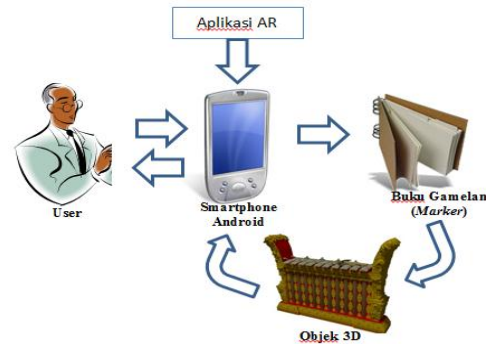 Aplikasi AR
User
Smartphone
Android
Buku Gamelan
(Marker)
Objek 3D